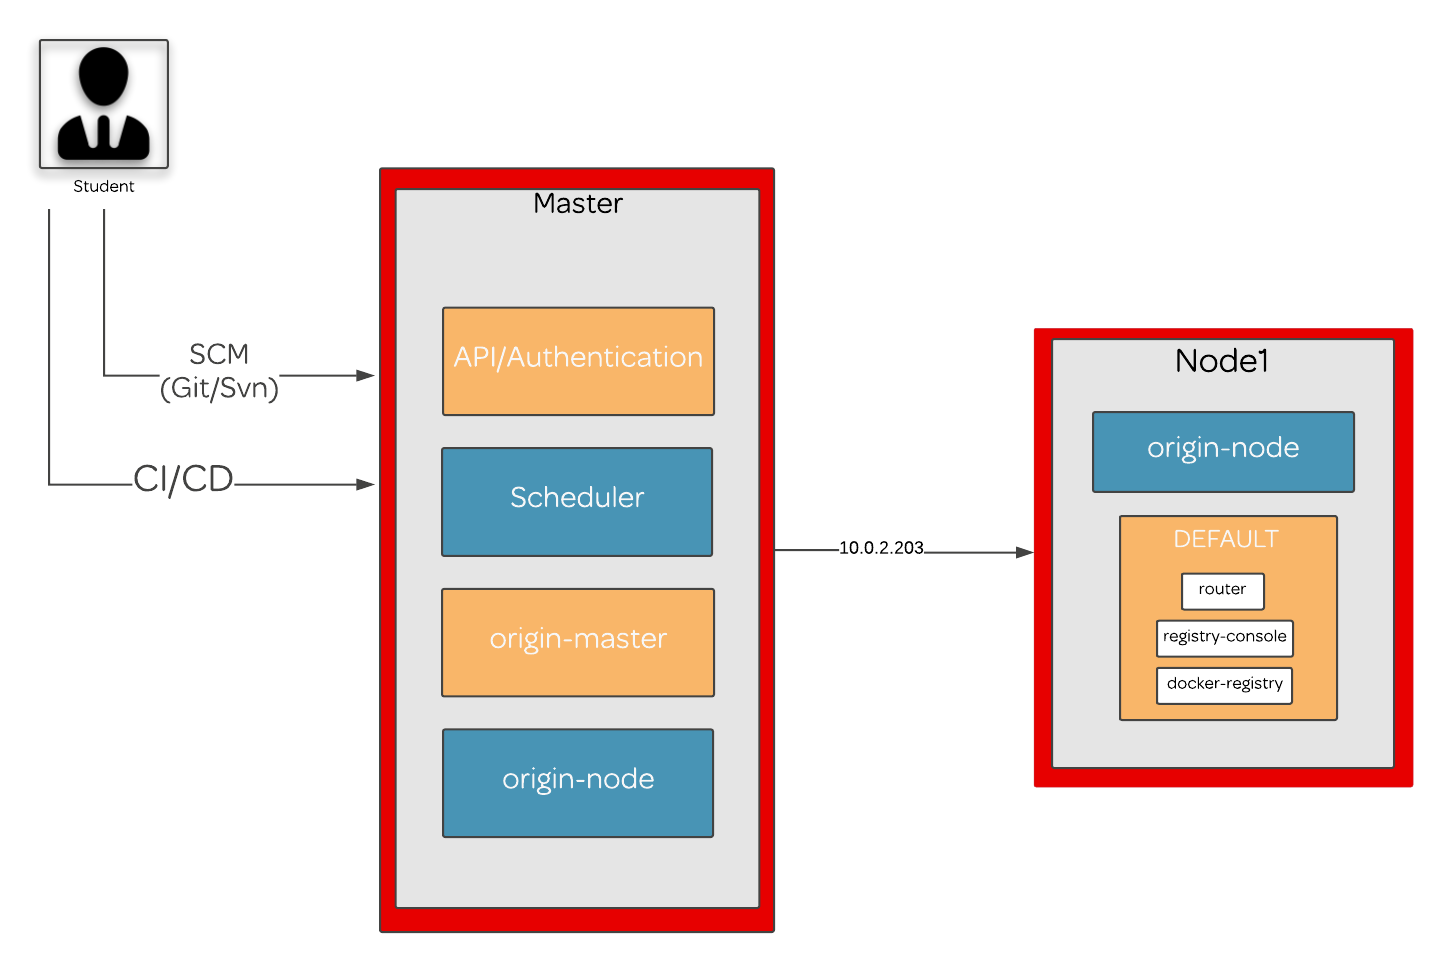 Student
SCM
(Git/Svn)
CI/CD
Master
API/Authentication
Scheduler
origin-master
origin-node
10.0.2.203
Node1
origin-node
DEFAULT
router
registry-console
docker-registry